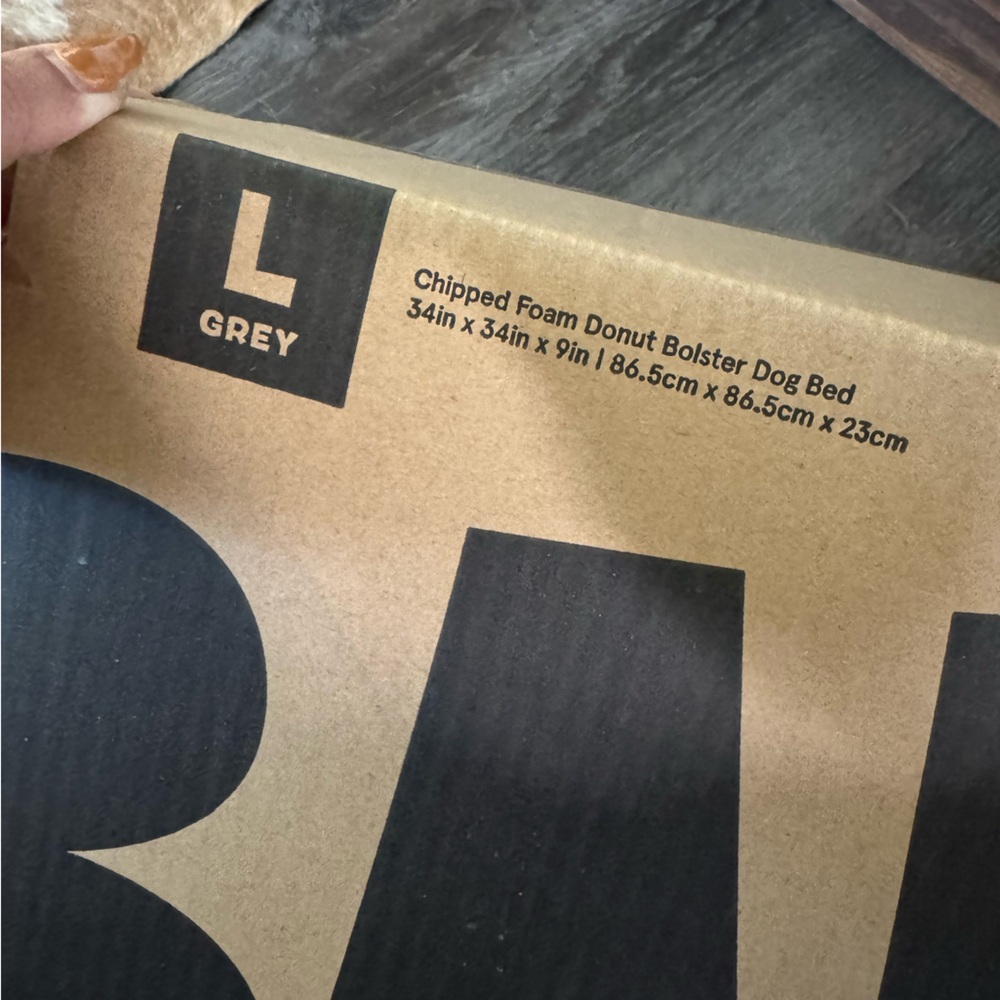 L
GREY
Chipped Foam Donut Bolster Dog Bed
34in x 34in x 9in | 86.5cm x 86.5cm x 23cm